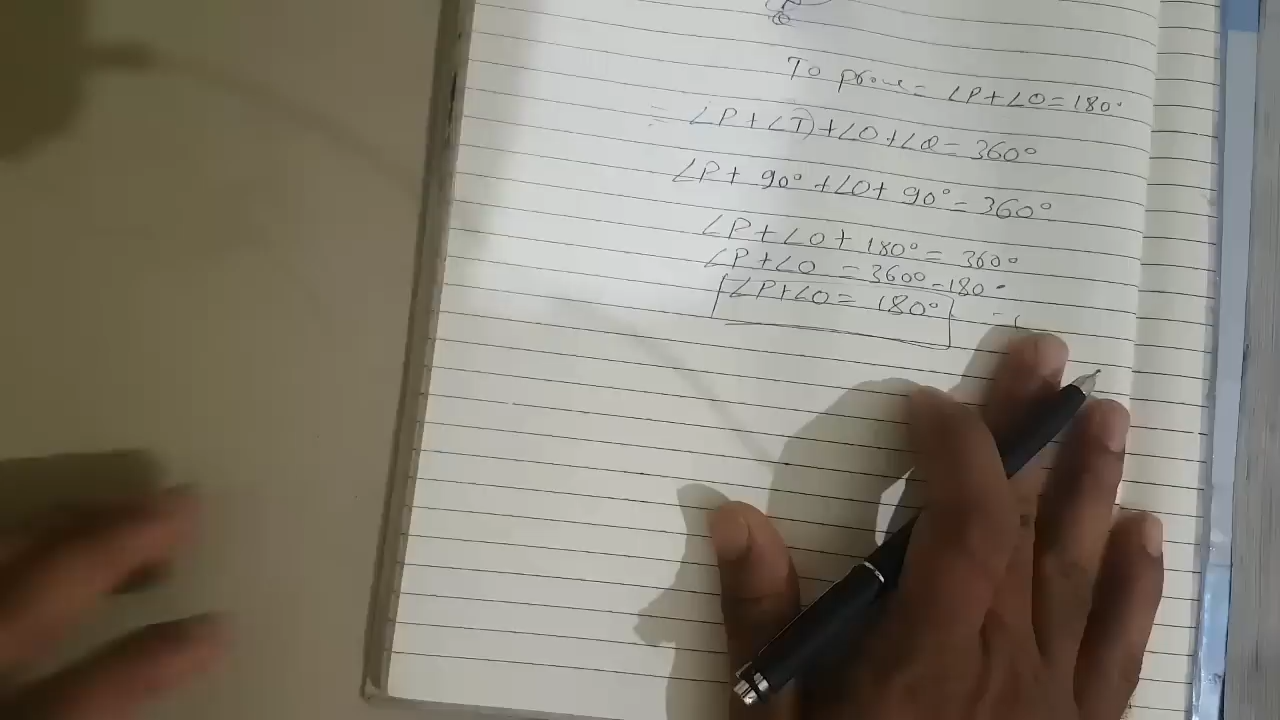 To prove = ∠P+∠O=180°
= ∠P+∠T+∠O+∠Q=360°
∠P+ 90° +∠O+ 90°=360°
∠P+∠O+180°=360°
∠P+∠O =360°-180°
∠P+∠O= 180°